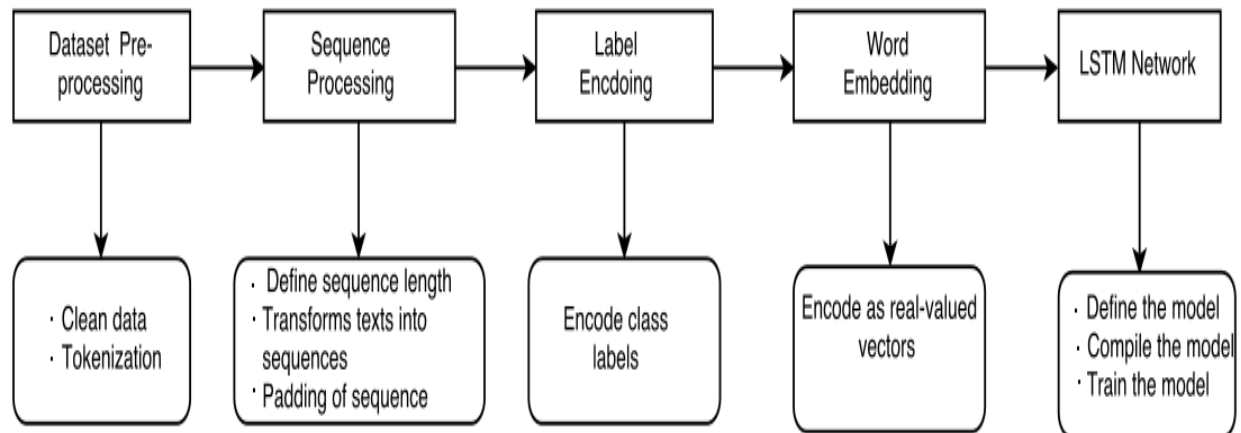 Dataset Pre-
processing
Sequence
Processing
Label
Encdoing
Word
Embedding
LSTM Network
· Clean data
· Tokenization
· Define sequence length
· Transforms texts into
sequences
· Padding of sequence
Encode class
labels
Encode as real-valued
vectors
· Define the model
· Compile the model
· Train the model